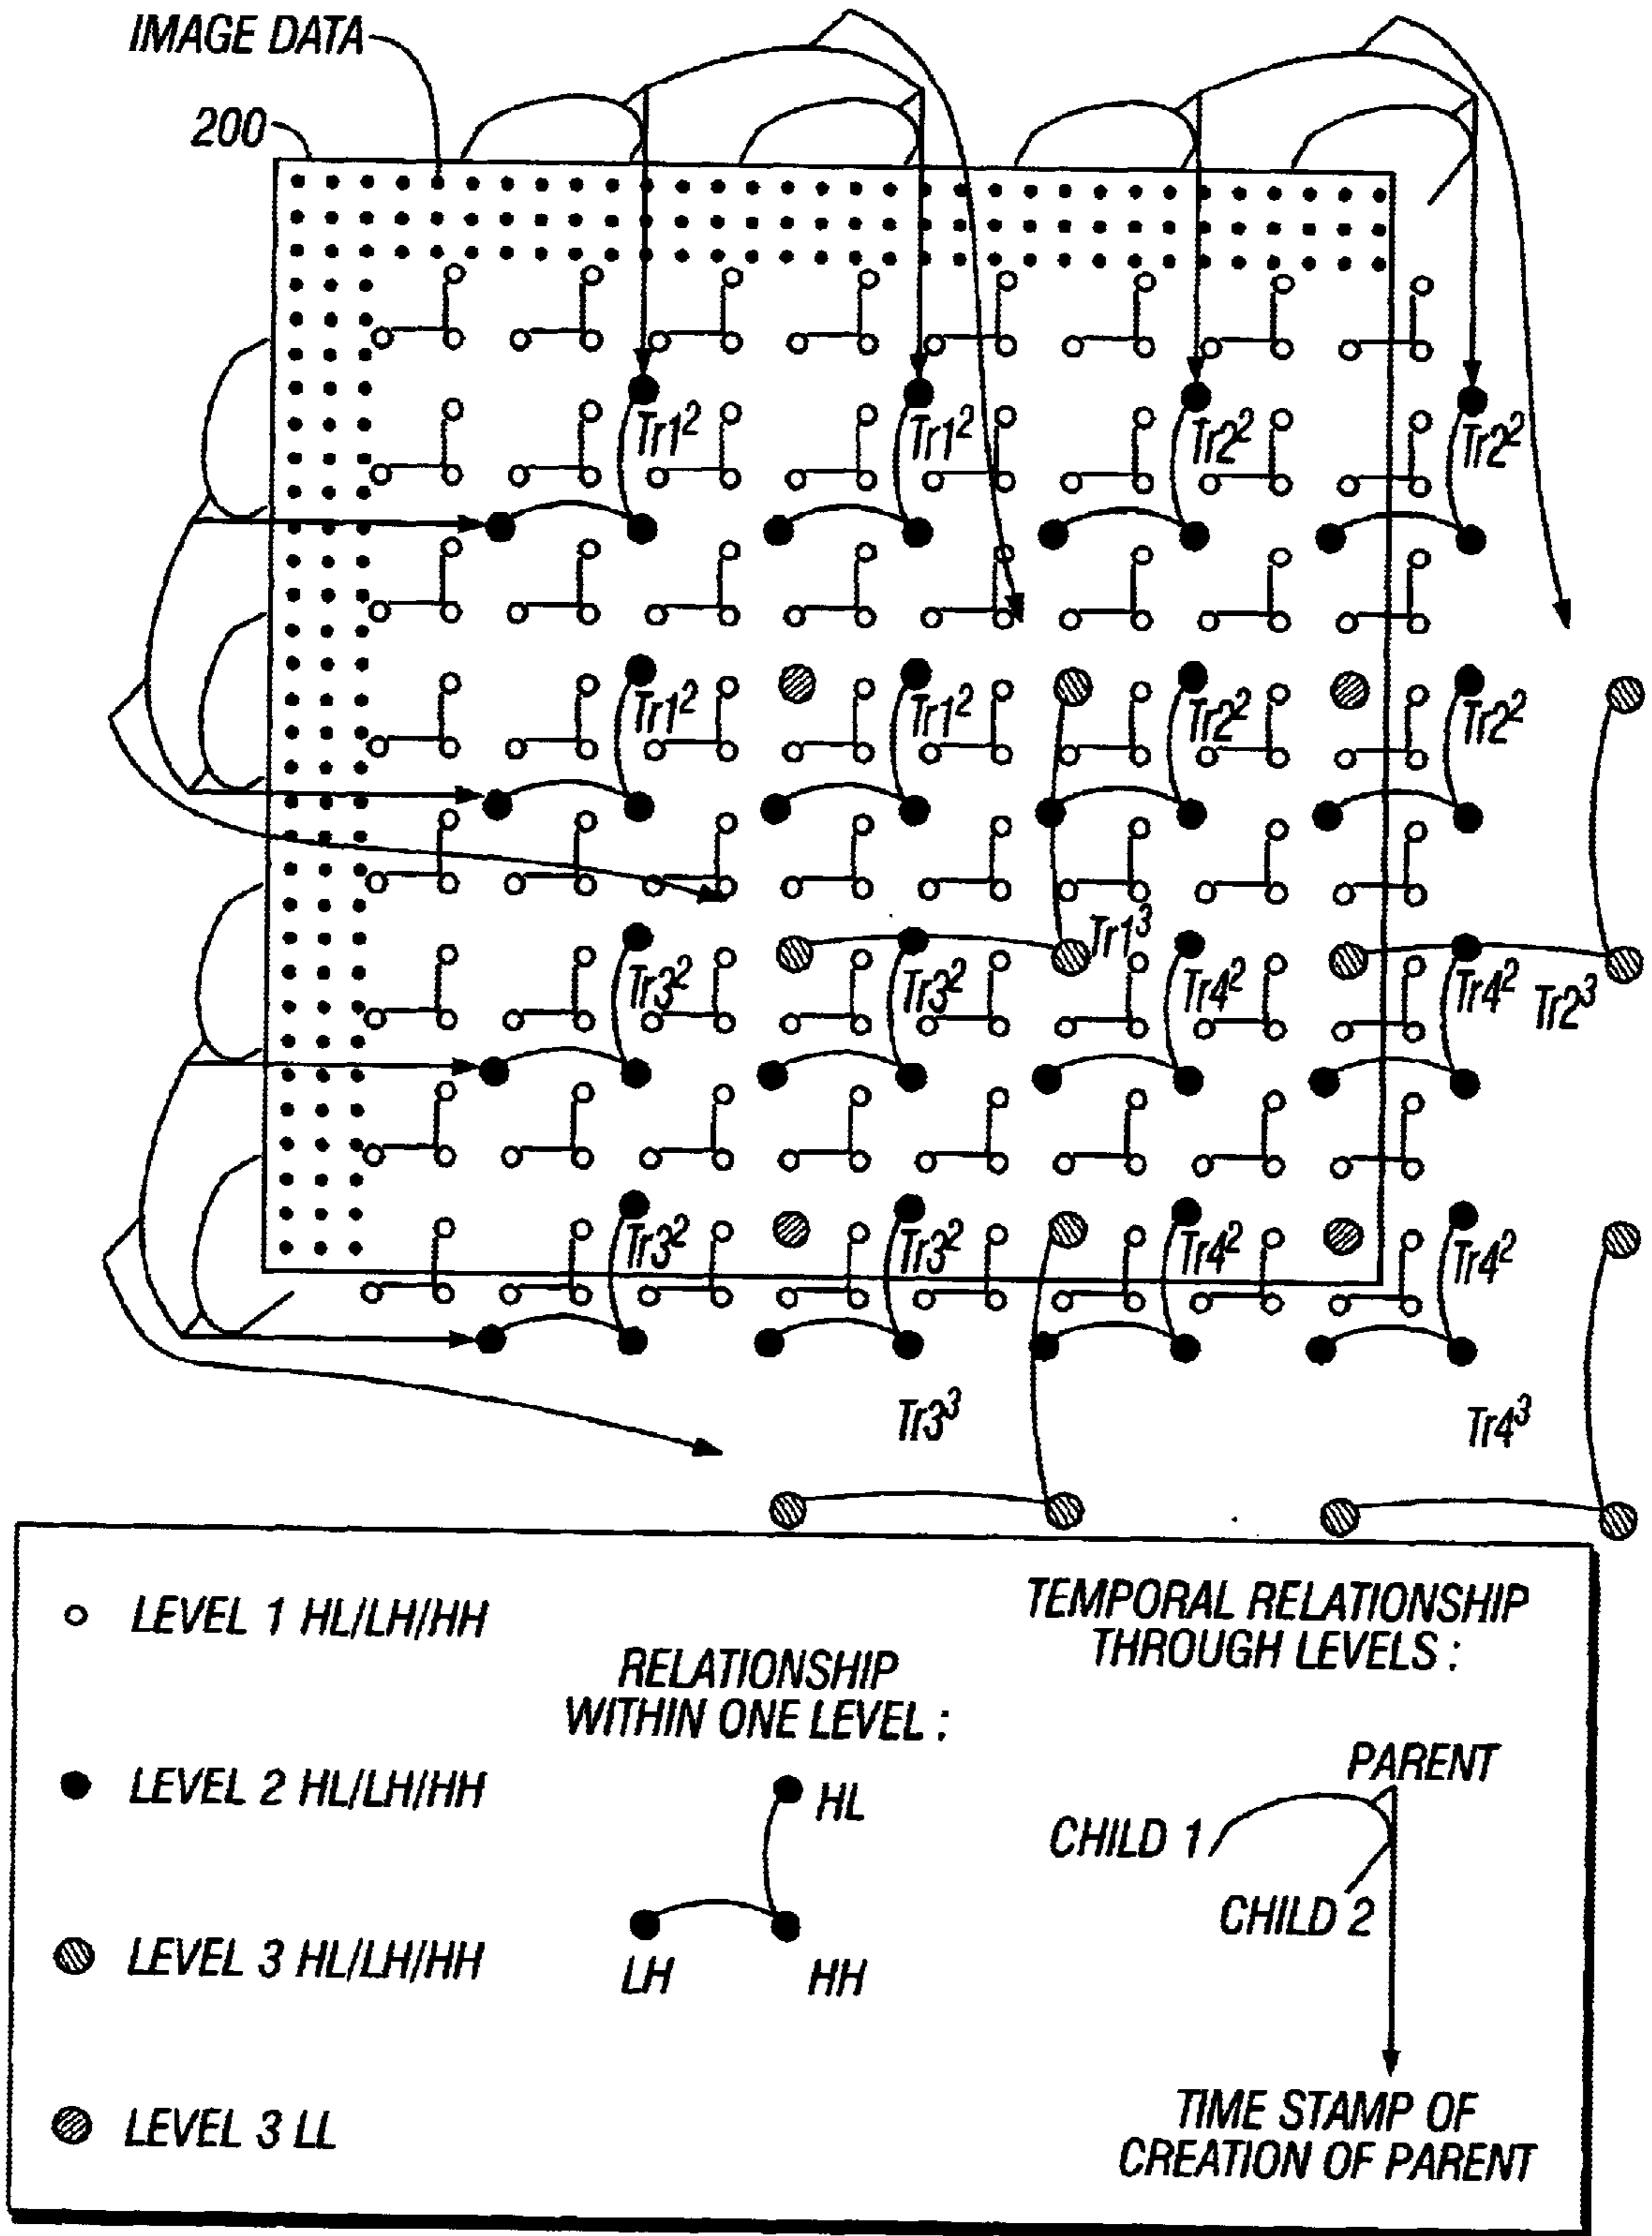 IMAGE DATA
200
Tr1² Tr1² Tr2² Tr2²
Tr1² Tr1² Tr2² Tr2²
Tr1³
Tr3² Tr3² Tr4² Tr4²
Tr2³
Tr3² Tr3² Tr4² Tr4²
Tr3³ Tr4³
LEVEL 1 HL/LH/HH
LEVEL 2 HL/LH/HH
LEVEL 3 HL/LH/HH
LEVEL 3 LL
RELATIONSHIP
WITHIN ONE LEVEL :
HL
LH HH
TEMPORAL RELATIONSHIP
THROUGH LEVELS :
PARENT
CHILD 1
CHILD 2
TIME STAMP OF
CREATION OF PARENT